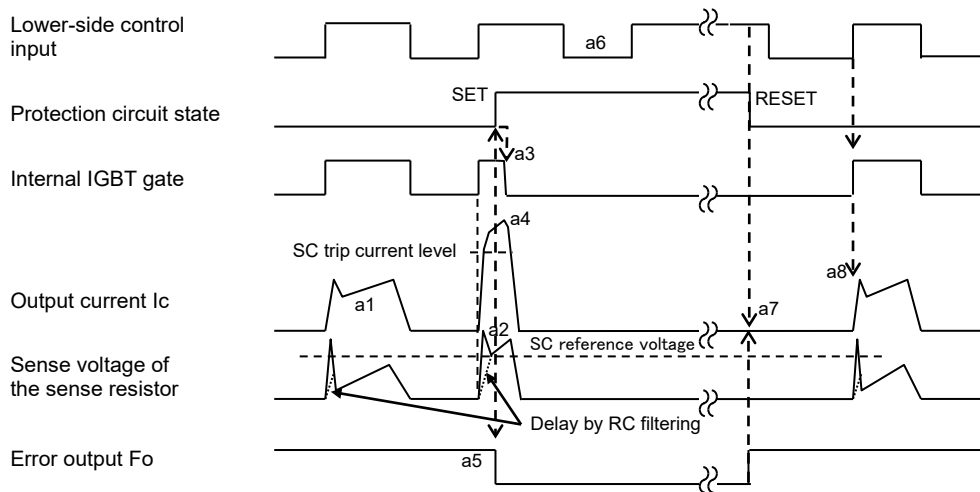 Lower-side control
input
a6
Protection circuit state
SET
RESET
a3
Internal IGBT gate
a4
SC trip current level
a8
Output current Ic
a1
a7
a2
SC reference voltage
Sense voltage of
the sense resistor
Delay by RC filtering
Error output Fo
a5